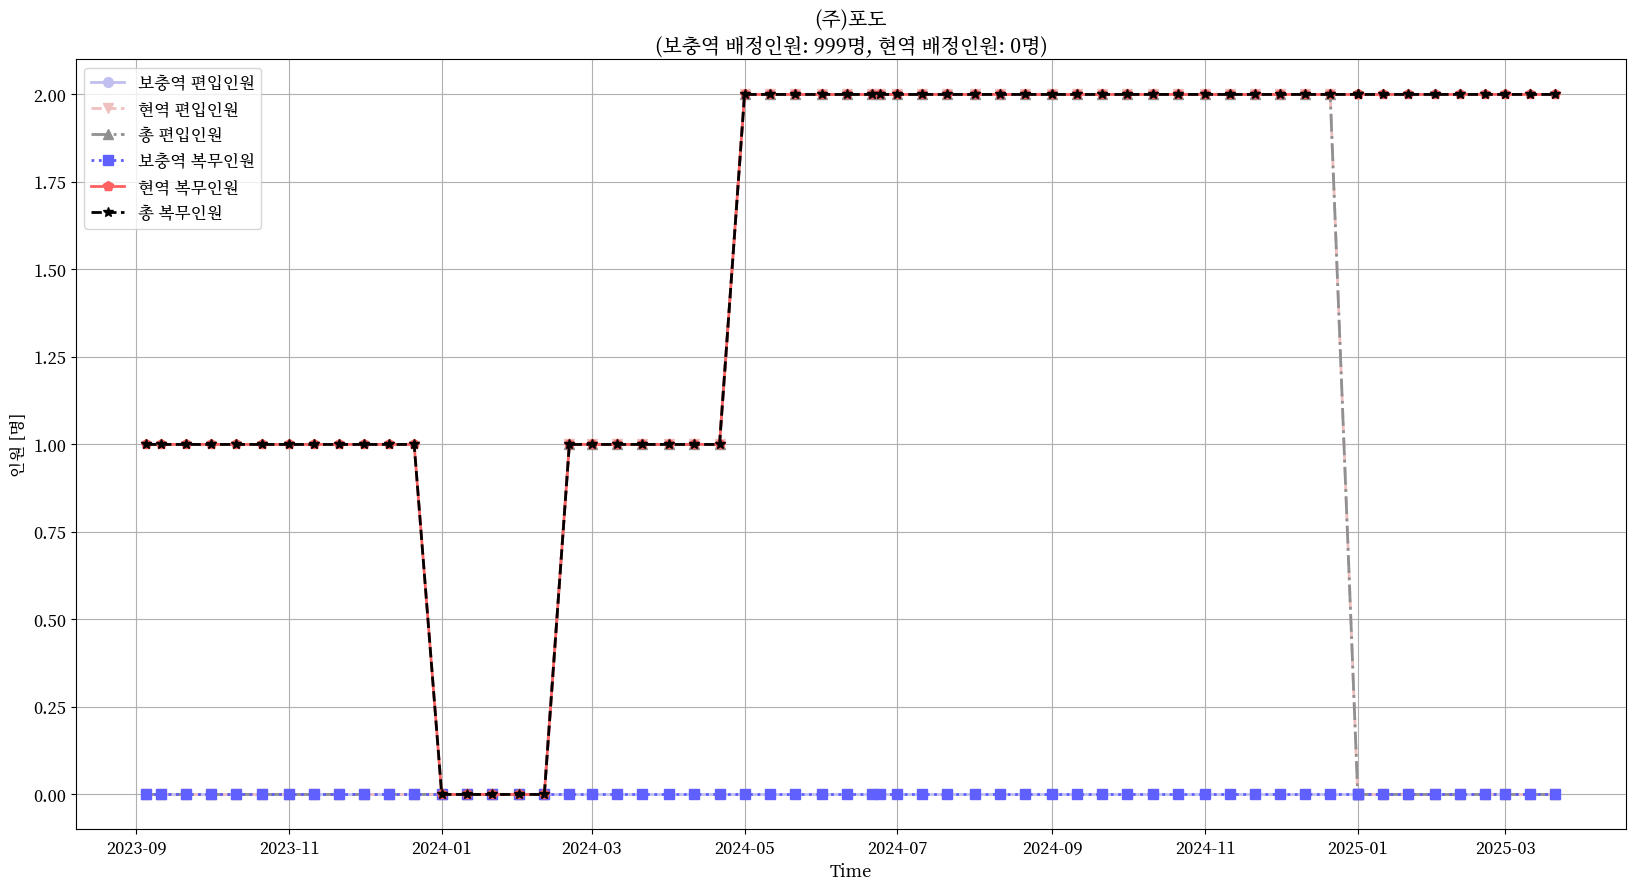 (주)포도
(보충역 배정인원: 999명, 현역 배정인원: 0명)
보충역 편입인원
현역 편입인원
총 편입인원
보충역 복무인원
현역 복무인원
총 복무인원
인원 [명]
2.00
1.75
1.50
1.25
1.00
0.75
0.50
0.25
0.00
2023-09 2023-11 2024-01 2024-03 2024-05 2024-07 2024-09 2024-11 2025-01 2025-03
Time